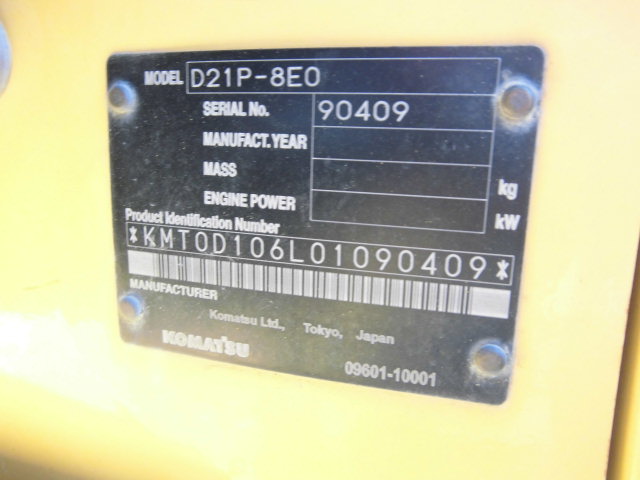 MODEL D21P-8E0
SERIAL No. 90409
MANUFACT.YEAR
MASS kg
ENGINE POWER kW
Product Identification Number
*KMT0D106L01090409*
MANUFACTURER
Komatsu Ltd., Tokyo, Japan
KOMATSU
09601-10001